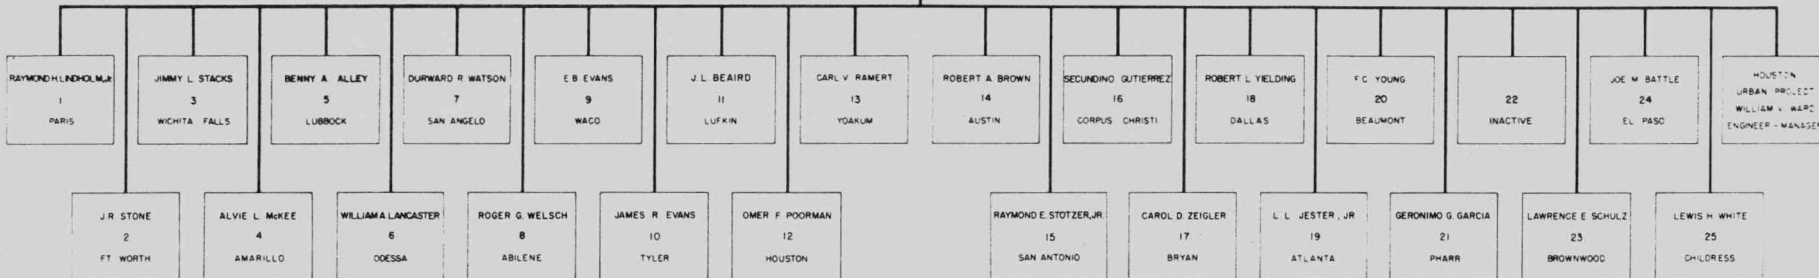 RAYMOND H. LINDHOLM, Jr.
1
PARIS
JIMMY L. STACKS
3
WICHITA FALLS
BENNY A. ALLEY
5
LUBBOCK
DURWARD R. WATSON
7
SAN ANGELO
E B EVANS
9
WACO
J. L. BEAIRD
11
LUFKIN
CARL V. RAMERT
13
YOAKUM
ROBERT A. BROWN
14
AUSTIN
SECUNDINO GUTIERREZ
16
CORPUS CHRISTI
ROBERT L. YIELDING
18
DALLAS
F C YOUNG
20
BEAUMONT
22
INACTIVE
JOE M. BATTLE
24
EL PASO
HOUSTON
URBAN PROJECT
WILLIAM V. WARD
ENGINEER - MANAGER
J.R. STONE
2
FT WORTH
ALVIE L. McKEE
4
AMARILLO
WILLIAM A. LANCASTER
6
ODESSA
ROGER G. WELSCH
8
ABILENE
JAMES R. EVANS
10
TYLER
OMER F. POORMAN
12
HOUSTON
RAYMOND E. STOTZER, JR.
15
SAN ANTONIO
CAROL D. ZEIGLER
17
BRYAN
L. L. JESTER, JR
19
ATLANTA
GERONIMO G. GARCIA
21
PHARR
LAWRENCE E SCHULZ
23
BROWNWOOD
LEWIS H. WHITE
25
CHILDRESS